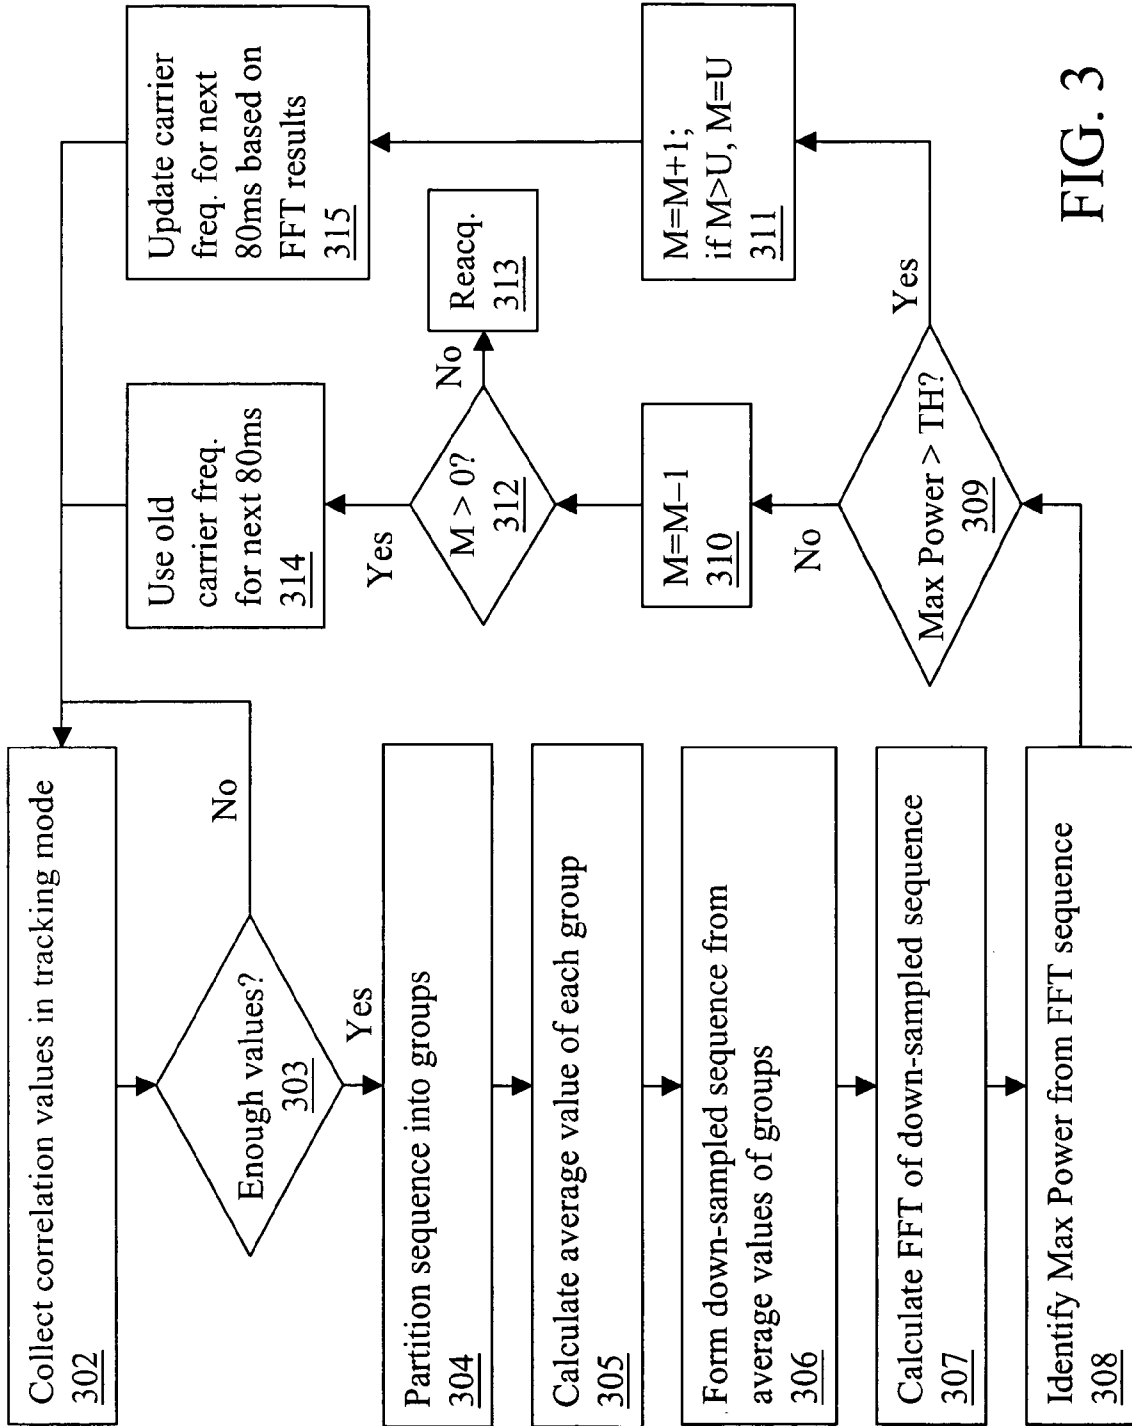 Collect correlation values in tracking mode
302
Enough values?
303
No
Yes
Partition sequence into groups
304
Calculate average value of each group
305
Form down-sampled sequence from
average values of groups
306
Calculate FFT of down-sampled sequence
307
Identify Max Power from FFT sequence
308
Max Power > TH?
309
No
Yes
M=M−1
310
M=M+1;
if M>U, M=U
311
M > 0?
312
No
Yes
Reacq.
313
Use old
carrier freq.
for next 80ms
314
Update carrier
freq. for next
80ms based on
FFT results
315
FIG. 3